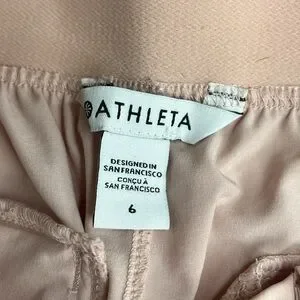 ATHLETA
DESIGNED IN
SAN FRANCISCO
CONÇU À
SAN FRANCISCO
6